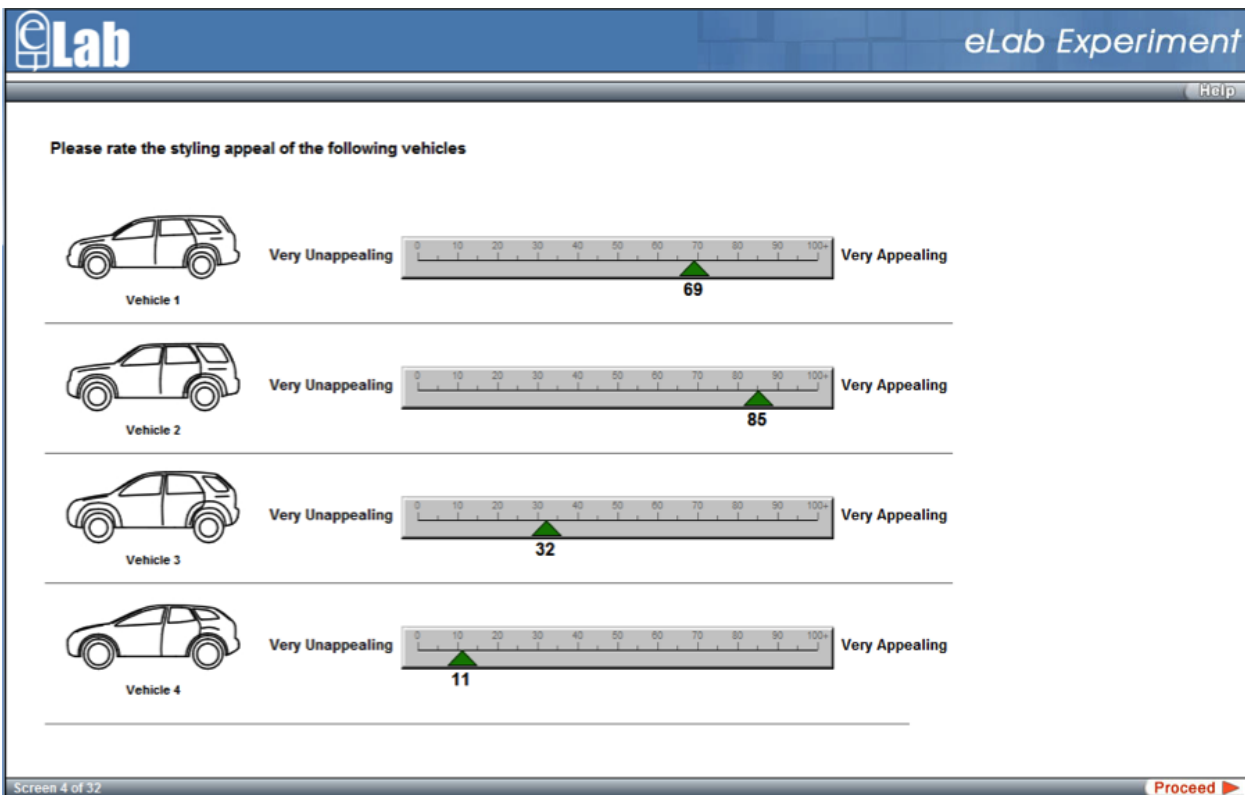 eLab
eLab Experiment
Help
Please rate the styling appeal of the following vehicles
Very Unappealing 0 10 20 30 40 50 60 70 80 90 100+ Very Appealing
69
Vehicle 1
Very Unappealing 0 10 20 30 40 50 60 70 80 90 100+ Very Appealing
85
Vehicle 2
Very Unappealing 0 10 20 30 40 50 60 70 80 90 100+ Very Appealing
32
Vehicle 3
Very Unappealing 0 10 20 30 40 50 60 70 80 90 100+ Very Appealing
11
Vehicle 4
Screen 4 of 32
Proceed